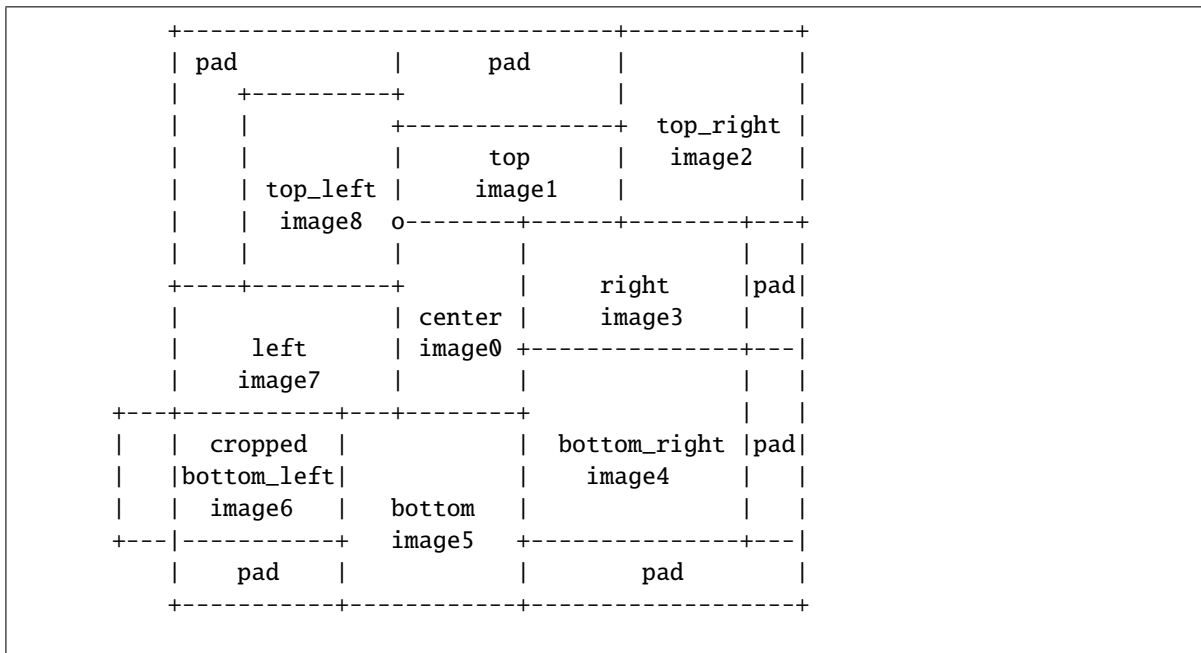 pad pad
top_right
top image2
top_left image1
image8 o
right pad
center image3
left image0
image7
cropped bottom_right pad
bottom_left image4
image6 bottom
image5
pad pad